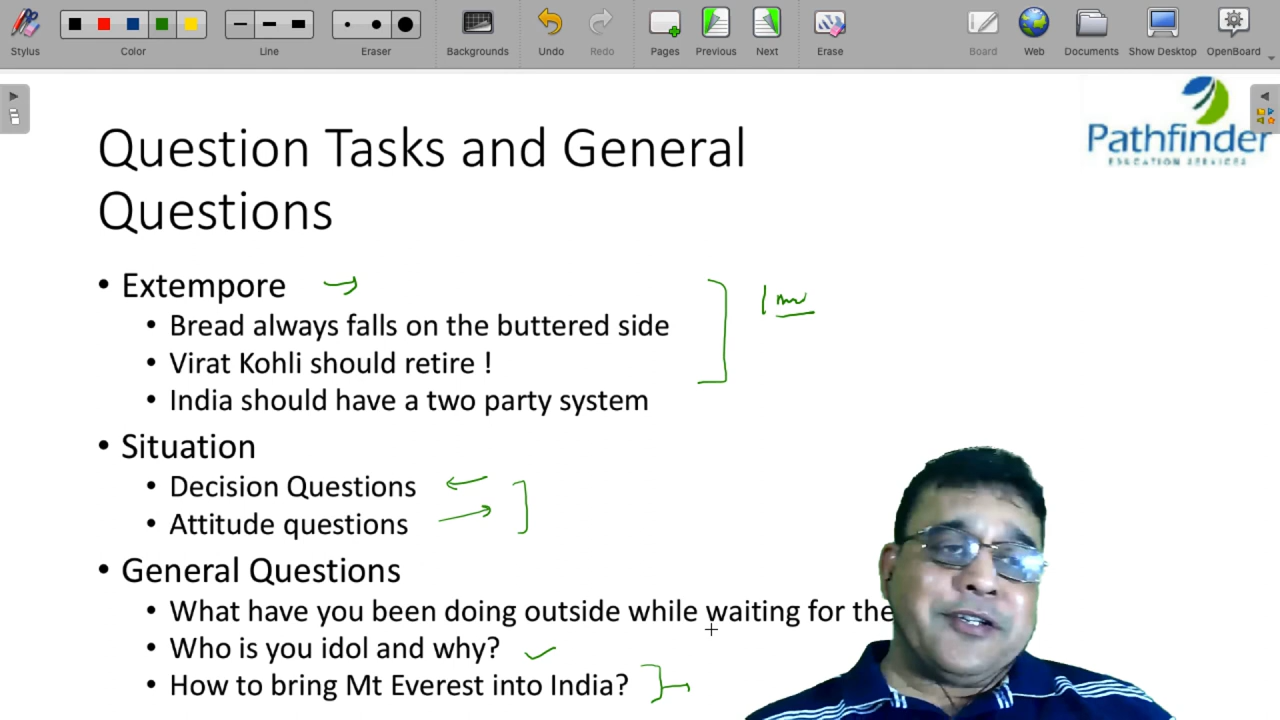 Stylus
Color
Line
Eraser
Backgrounds
Undo
Redo
Pages
Previous
Next
Erase
Board
Web
Documents
Show Desktop
OpenBoard
Pathfinder
EDUCATION SERVICES
Question Tasks and General
Questions
• Extempore
• Bread always falls on the buttered side
• Virat Kohli should retire !
• India should have a two party system
• Situation
• Decision Questions
• Attitude questions
• General Questions
• What have you been doing outside while waiting for the
• Who is you idol and why?
• How to bring Mt Everest into India?